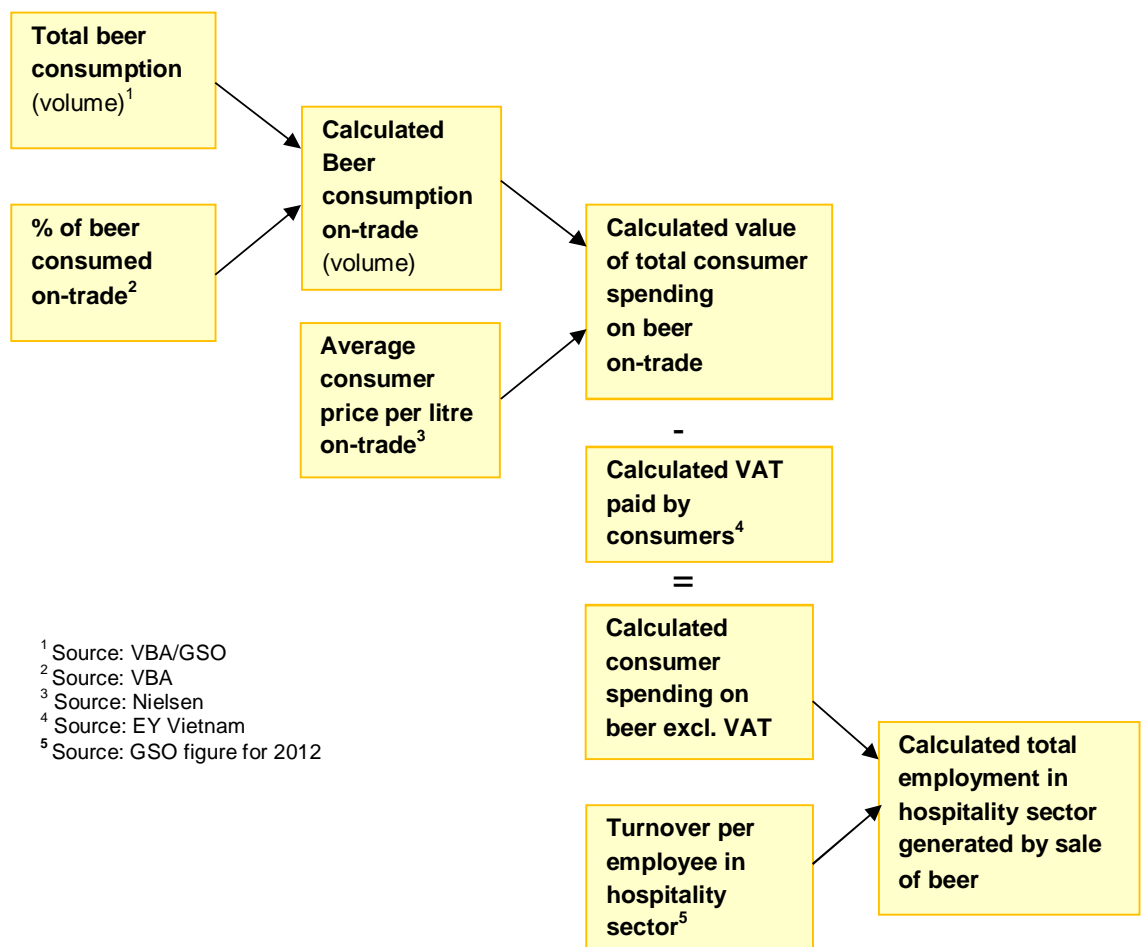 Total beer
consumption
(volume)1
% of beer
consumed
on-trade2
Calculated
Beer
consumption
on-trade
(volume)
Average
consumer
price per litre
on-trade3
Calculated value
of total consumer
spending
on beer
on-trade
-
Calculated VAT
paid by
consumers4
=
Calculated
consumer
spending on
beer excl. VAT
Turnover per
employee in
hospitality
sector5
Calculated total
employment in
hospitality sector
generated by sale
of beer
1 Source: VBA/GSO
2 Source: VBA
3 Source: Nielsen
4 Source: EY Vietnam
5 Source: GSO figure for 2012